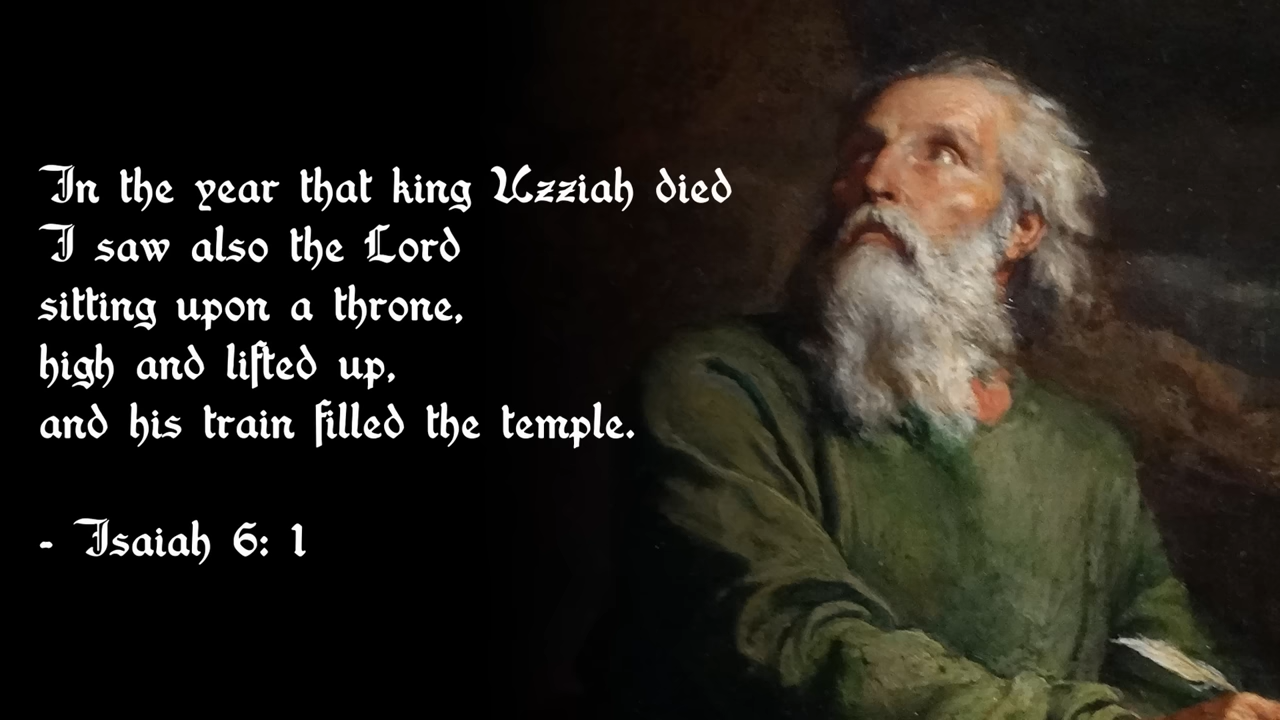 In the year that king Uzziah died
I saw also the Lord
sitting upon a throne,
high and lifted up,
and his train filled the temple.
- Isaiah 6: 1